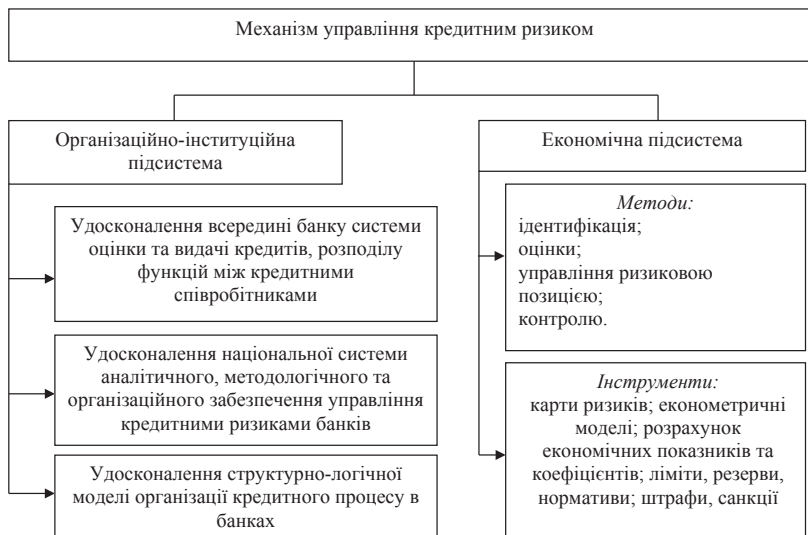 Механізм управління кредитним ризиком
Організаційно-інституційна
підсистема
Удосконалення всередині банку системи
оцінки та видачі кредитів, розподілу
функцій між кредитними
співробітниками
Удосконалення національної системи
аналітичного, методологічного та
організаційного забезпечення управління
кредитними ризиками банків
Удосконалення структурно-логічної
моделі організації кредитного процесу в
банках
Економічна підсистема
Методи:
ідентифікація;
оцінки;
управління ризиковою
позицією;
контролю.
Інструменти:
карти ризиків; економетричні
моделі; розрахунок
економічних показників та
коефіцієнтів; ліміти, резерви,
нормативи; штрафи, санкції